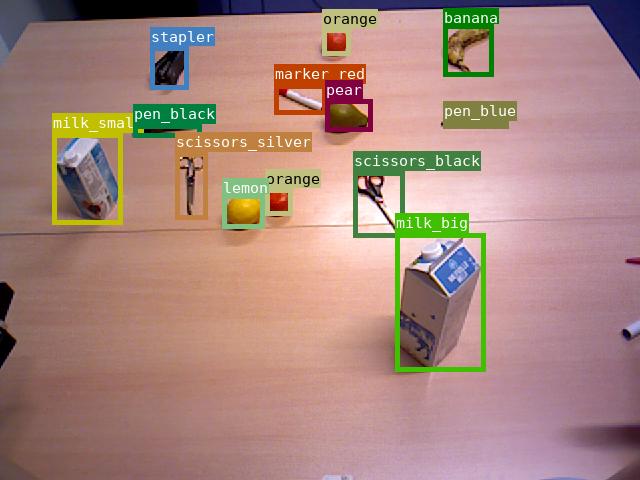 orange
banana
stapler
marker_red
pear
pen_black
pen_blue
milk_smal
scissors_silver
scissors_black
lemon
orange
milk_big